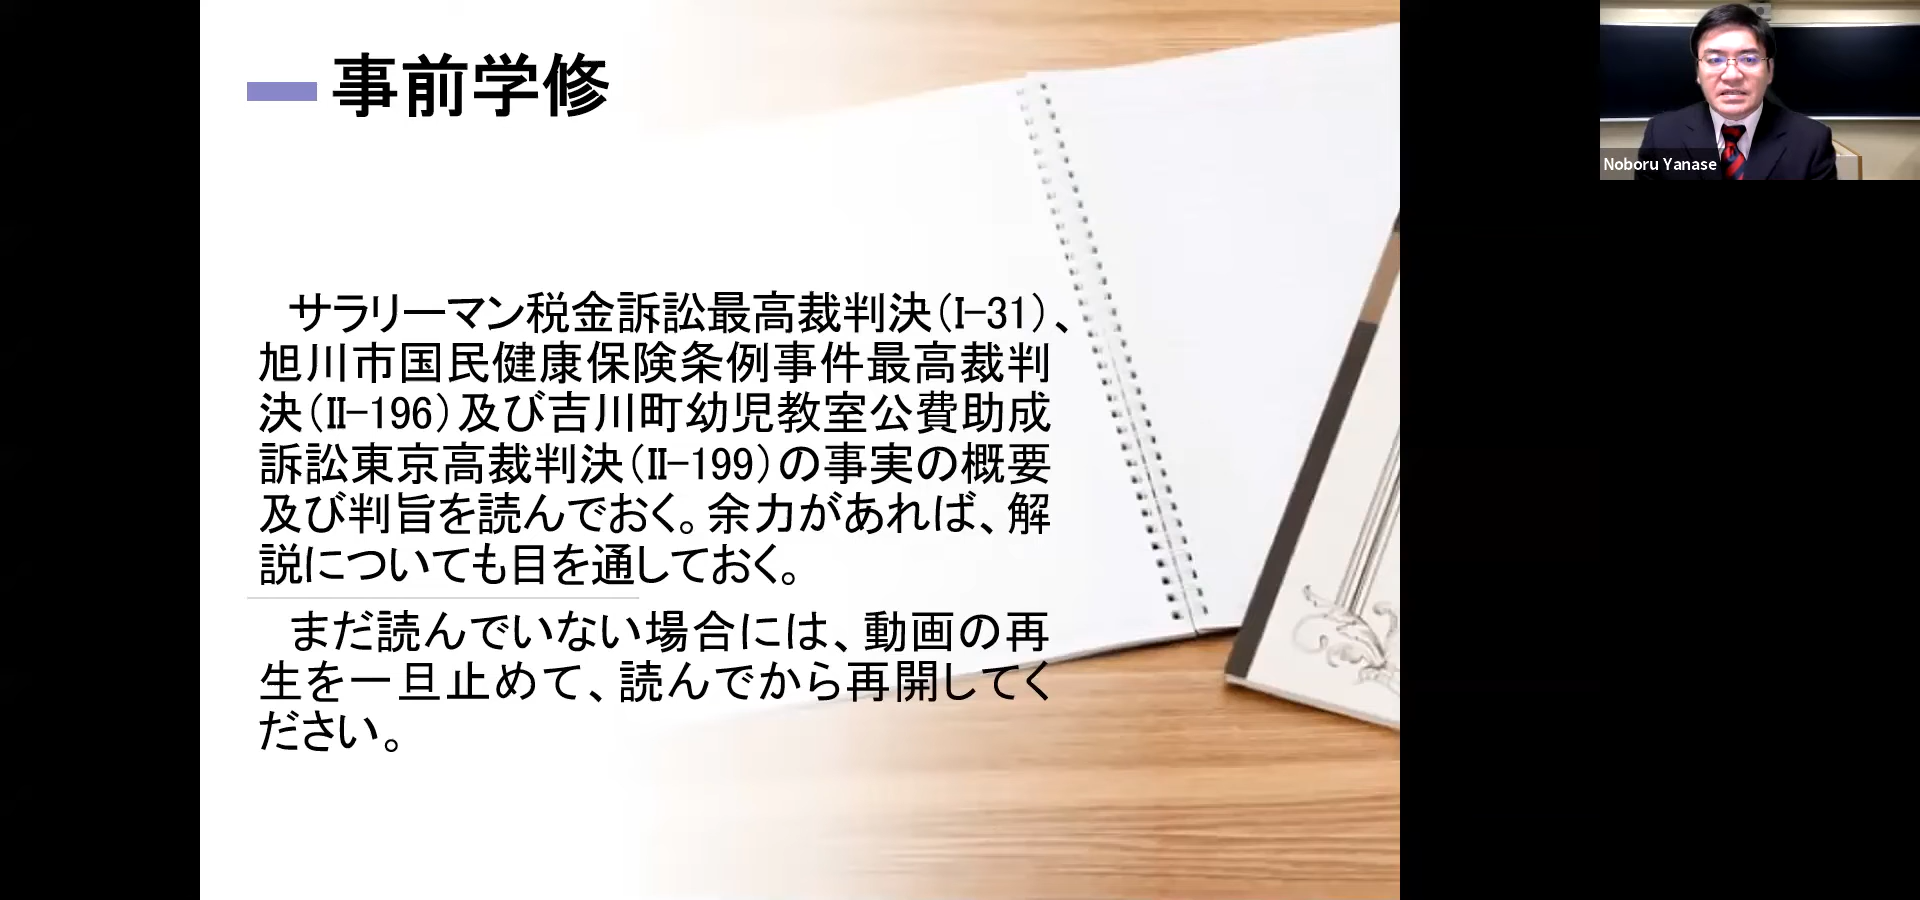 事前学修
サラリーマン税金訴訟最高裁判決（Ⅰ−31）、
旭川市国民健康保険条例事件最高裁判
決（Ⅱ−196）及び吉川町幼児教室公費助成
訴訟東京高裁判決（Ⅱ−199）の事実の概要
及び判旨を読んでおく。余力があれば、解
説についても目を通しておく。
まだ読んでいない場合には、動画の再
生を一旦止めて、読んでから再開してく
ださい。
Noboru Yanase